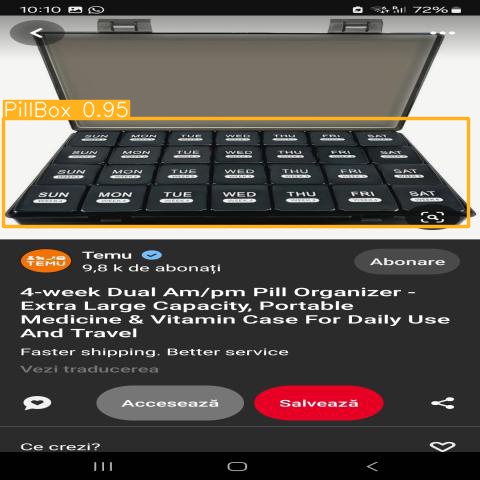 10:10
72%
PillBox 0.95
SUN MON TUE WED THU FRI SAT
SUN MON TUE WED THU FRI SAT
SUN MON TUE WED THU FRI SAT
SUN MON TUE WED THU FRI SAT
TEMU
Temu
9,8 k de abonați
Abonare
4-week Dual Am/pm Pill Organizer -
Extra Large Capacity, Portable
Medicine & Vitamin Case For Daily Use
And Travel
Faster shipping. Better service
Vezi traducerea
Accesează
Salvează
Ce crezi?